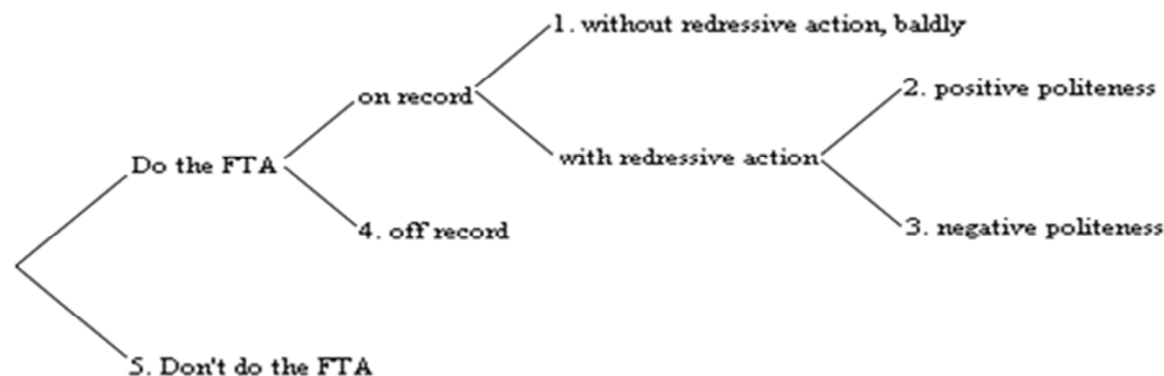 1. without redressive action, baldly
on record
2. positive politeness
with redressive action
Do the FTA
3. negative politeness
4. off record
5. Don't do the FTA